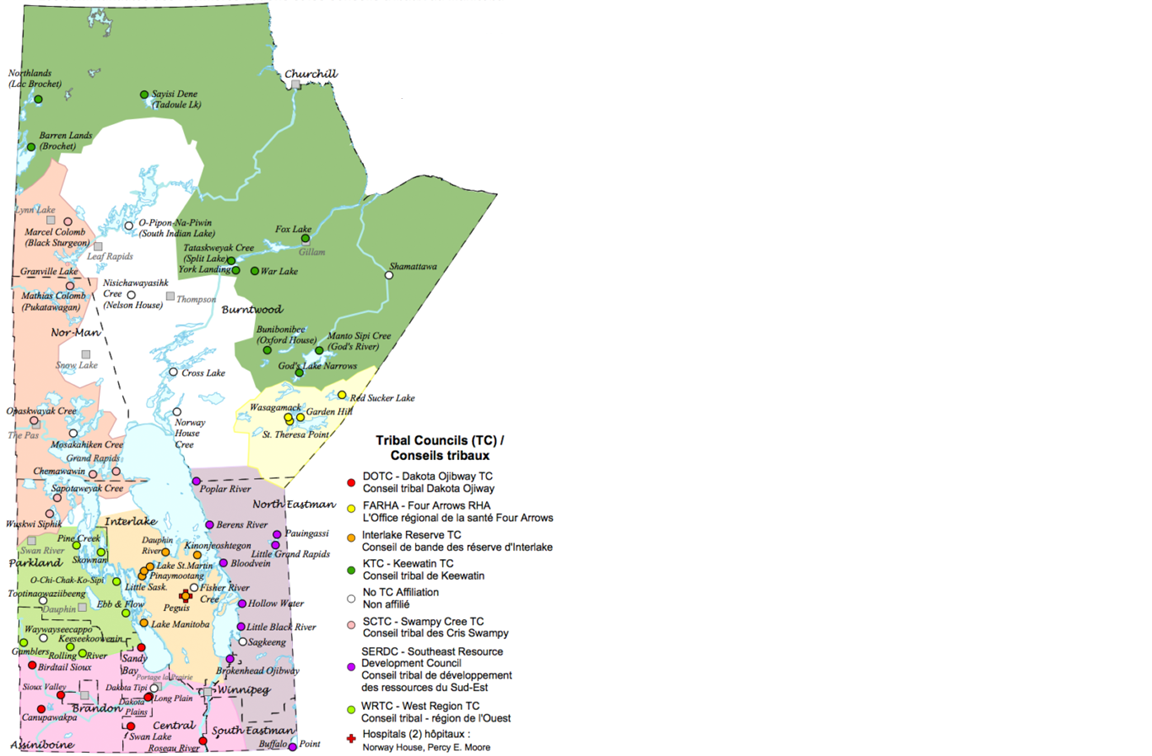 Churchill
Northlands
(Lac Brochet)
Sayisi Dene
(Tadoule Lk)
Barren Lands
(Brochet)
Lynn Lake
Marcel Colomb
(Black Sturgeon)
O-Pipon-Na-Piwin
(South Indian Lake)
Leaf Rapids
Fox Lake
Gillam
Tataskweyak Cree
(Split Lake)
York Landing
War Lake
Shamattawa
Granville Lake
Mathias Colomb
(Pukatawagan)
Nisichawayasihk
Cree
(Nelson House)
Thompson
Burntwood
Nor-Man
Bunibonibee
(Oxford House)
Manto Sipi Cree
(God's River)
Snow Lake
Cross Lake
God's Lake Narrows
Red Sucker Lake
Opaskwayak Cree
The Pas
Mosakahiken Cree
Norway
House
Cree
Wasagamack
Garden Hill
St. Theresa Point
Grand Rapids
Chemawawin
Sapotaweyak Cree
Wuskwi Siphik
Poplar River
North Eastman
Interlake
Berens River
Pauingassi
Little Grand Rapids
Pine Creek
Swan River
Skownan
Dauphin
River
Kinonjeoshtegon
Bloodvein
Parkland
Lake St.Martin
Pinaymootang
O-Chi-Chak-Ko-Sipi
Little Sask.
Fisher River
Cree
Tootinaowaziibeeng
Dauphin
Ebb & Flow
Peguis
Hollow Water
Lake Manitoba
Little Black River
Waywayseecappo
Keeseekoowenin
Sagkeeng
Gamblers
Rolling River
Sandy
Bay
Birdtail Sioux
Brokenhead Ojibway
Portage la Prairie
Sioux Valley
Dakota Tipi
Winnipeg
Long Plain
Dakota
Plains
Brandon
Canupawakpa
Central
Swan Lake
South Eastman
Assiniboine
Roseau River
Buffalo Point
Tribal Councils (TC) /
Conseils tribaux
DOTC - Dakota Ojibway TC
Conseil tribal Dakota Ojiway
FARHA - Four Arrows RHA
L'Office régional de la santé Four Arrows
Interlake Reserve TC
Conseil de bande des réserve d'Interlake
KTC - Keewatin TC
Conseil tribal de Keewatin
No TC Affiliation
Non affilié
SCTC - Swampy Cree TC
Conseil tribal des Cris Swampy
SERDC - Southeast Resource
Development Council
Conseil tribal de développement
des ressources du Sud-Est
WRTC - West Region TC
Conseil tribal - région de l'Ouest
Hospitals (2) hôpitaux :
Norway House, Percy E. Moore